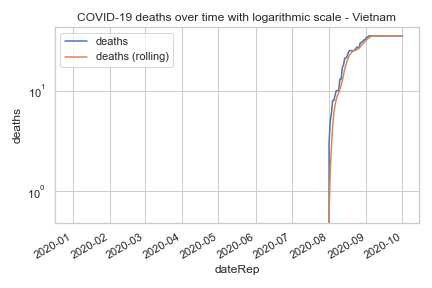 COVID-19 deaths over time with logarithmic scale - Vietnam
deaths
deaths (rolling)
deaths
10¹
10⁰
2020-01
2020-02
2020-03
2020-04
2020-05
2020-06
2020-07
2020-08
2020-09
2020-10
dateRep